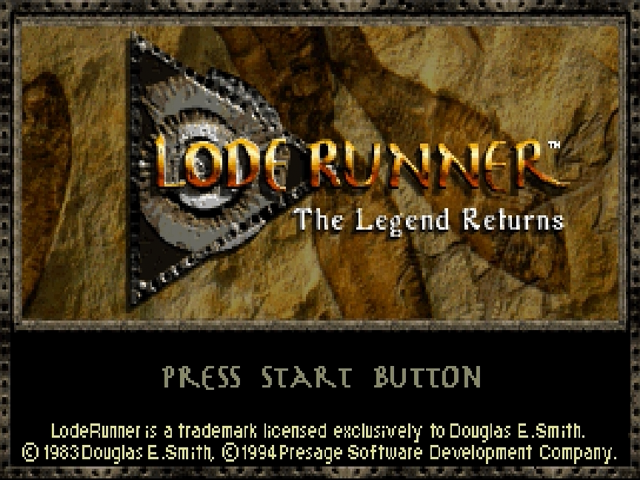 LODE RUNNER™
The Legend Returns
PRESS START BUTTON
LodeRunner is a trademark licensed exclusively to Douglas E.Smith.
©1983 Douglas E.Smith, ©1994 Presage Software Development Company.